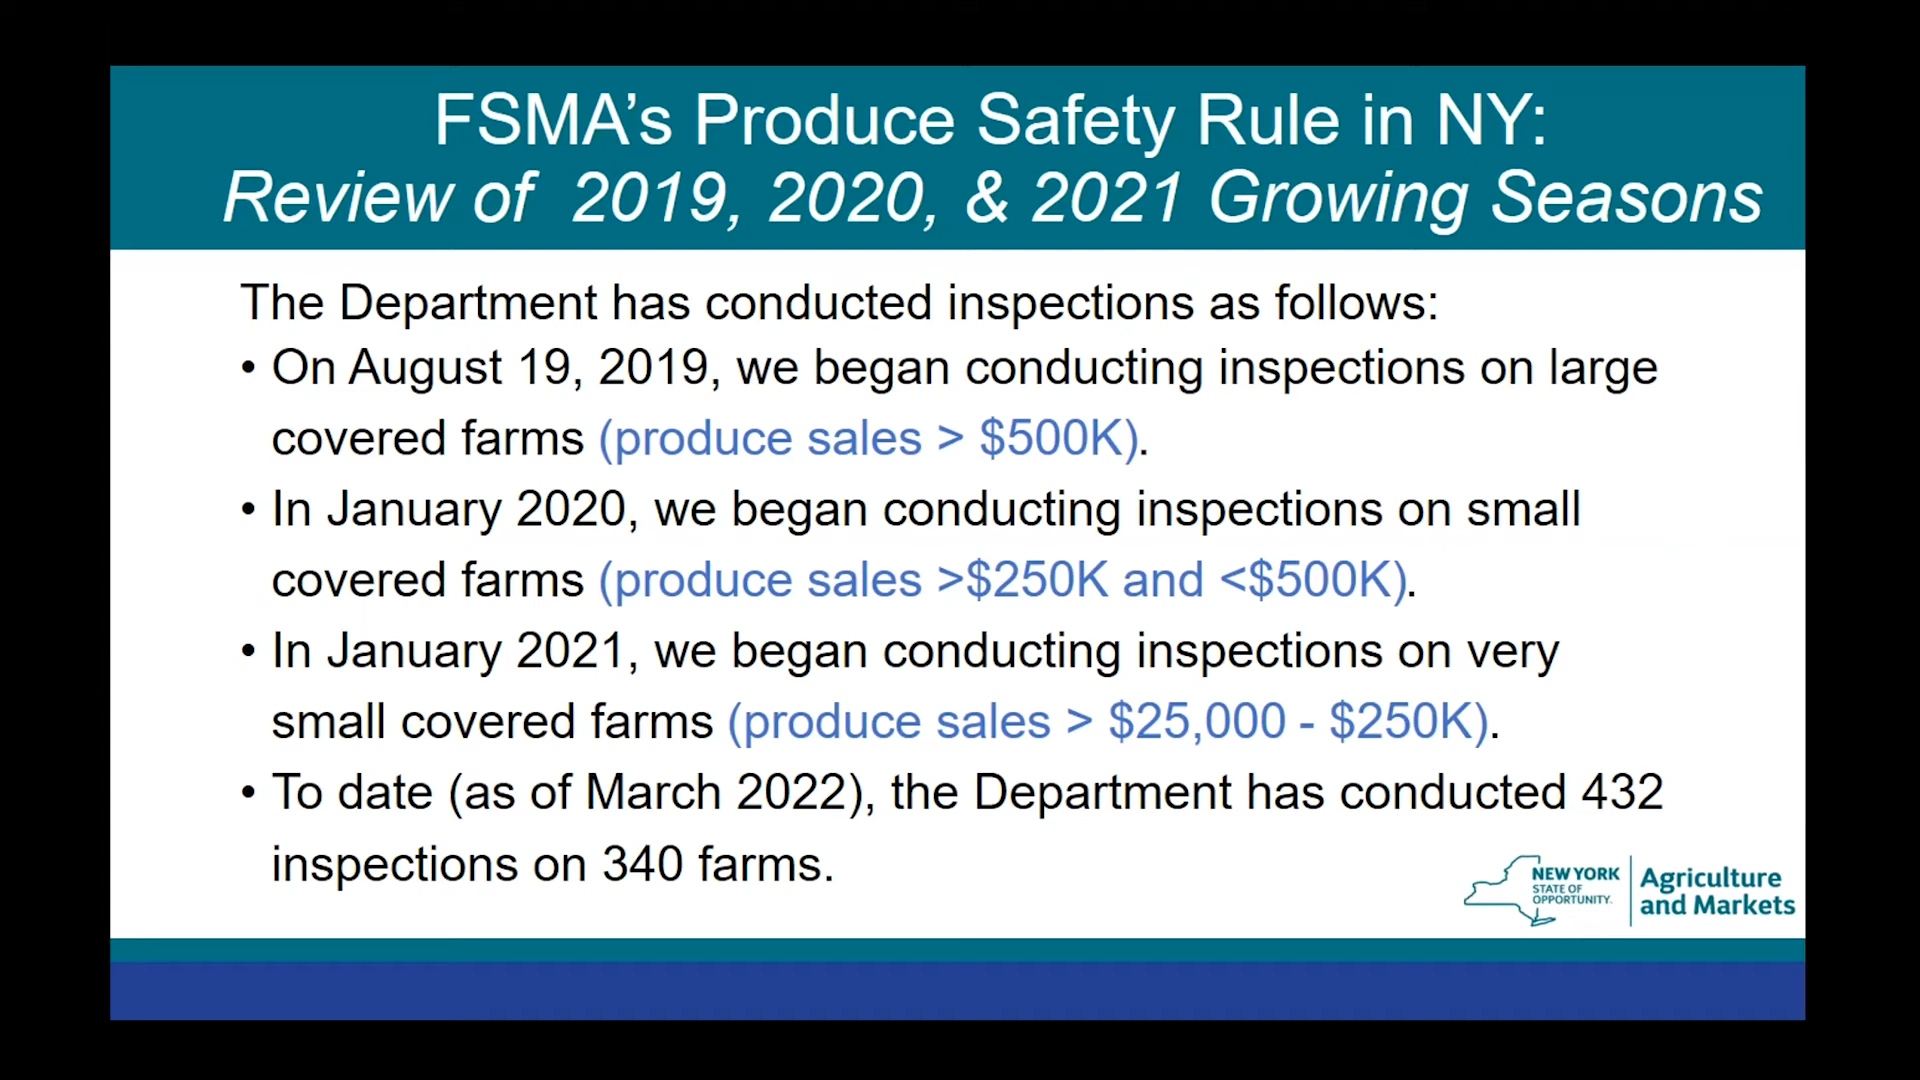 FSMA’s Produce Safety Rule in NY:
Review of 2019, 2020, & 2021 Growing Seasons
The Department has conducted inspections as follows:
• On August 19, 2019, we began conducting inspections on large
covered farms (produce sales > $500K).
• In January 2020, we began conducting inspections on small
covered farms (produce sales >$250K and <$500K).
• In January 2021, we began conducting inspections on very
small covered farms (produce sales > $25,000 - $250K).
• To date (as of March 2022), the Department has conducted 432
inspections on 340 farms.
NEW YORK
STATE OF
OPPORTUNITY.
Agriculture
and Markets